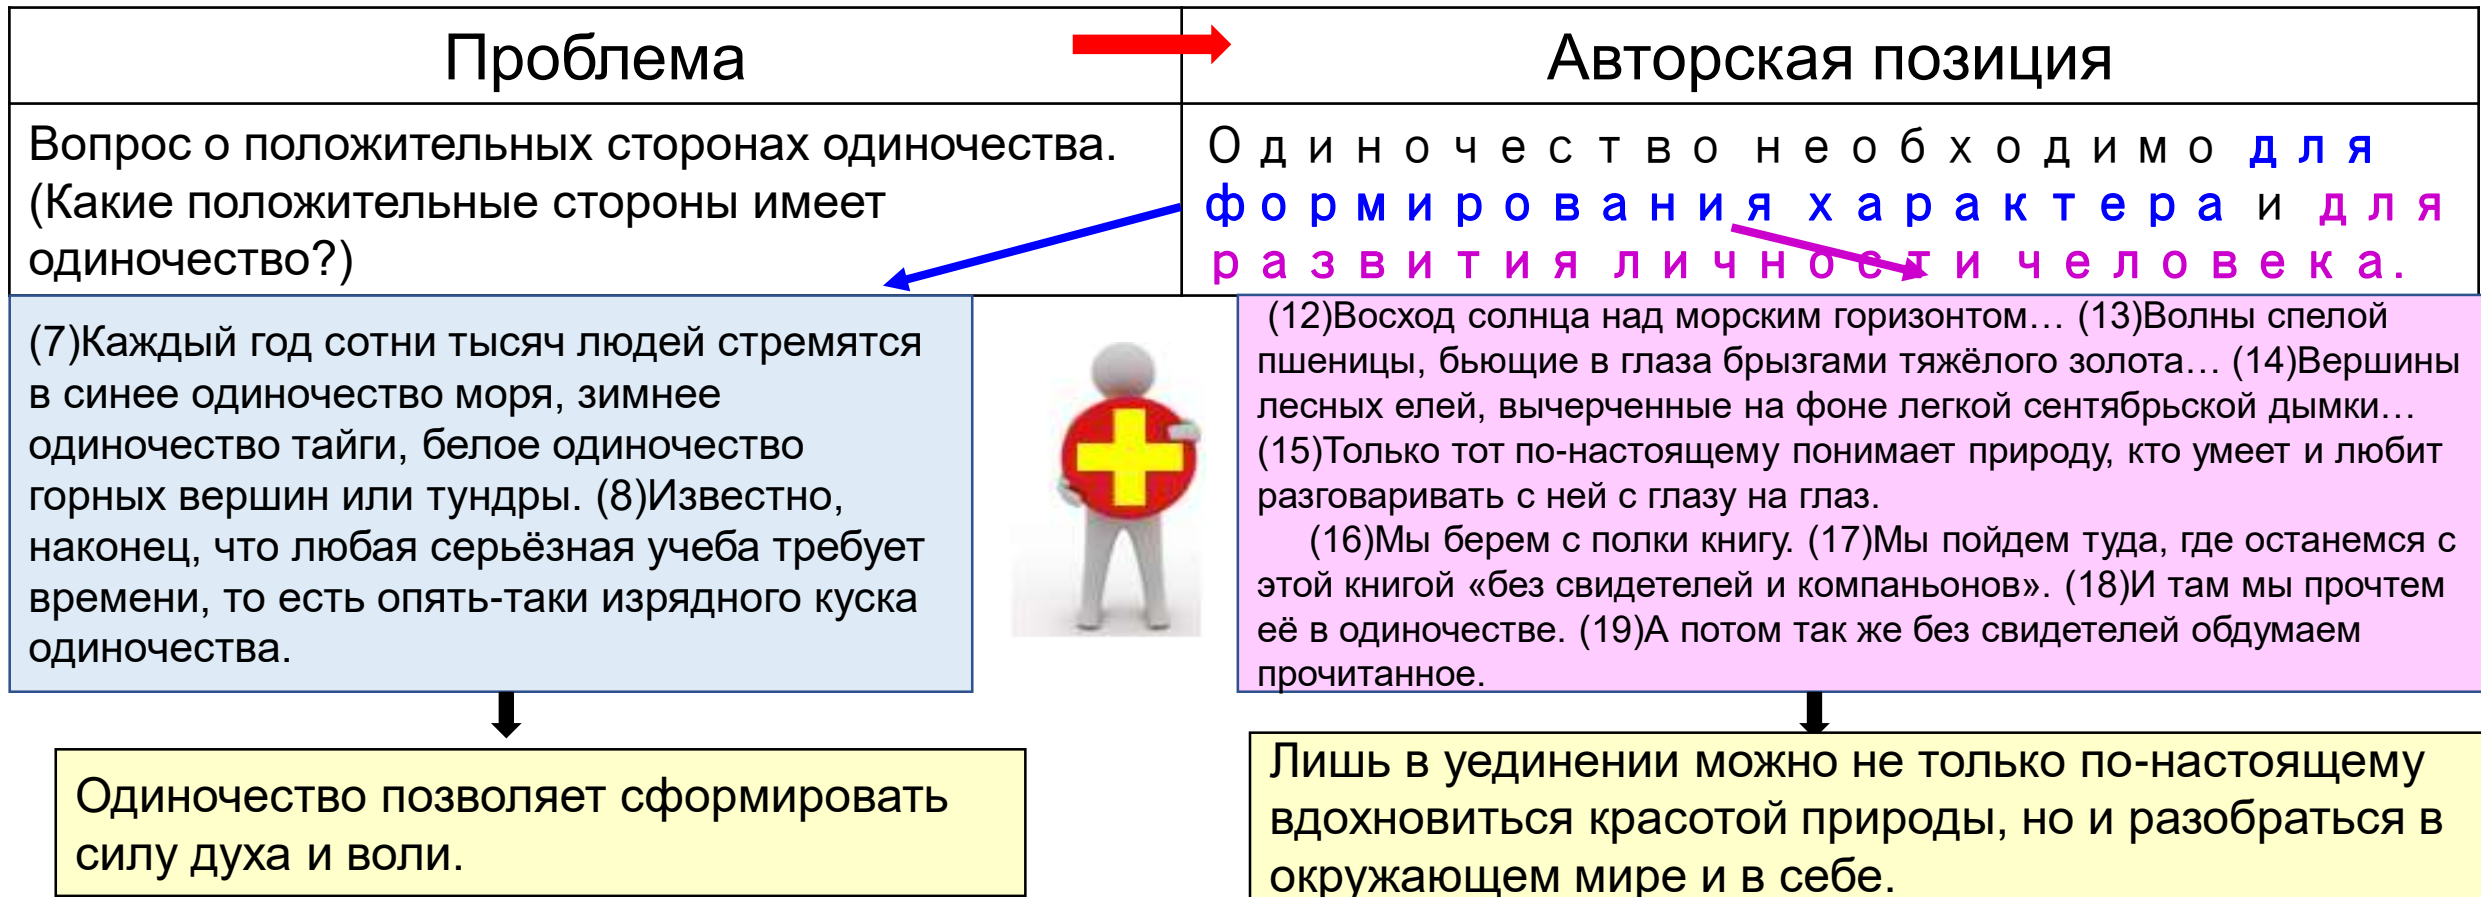 Проблема
Авторская позиция
Вопрос о положительных сторонах одиночества.
(Какие положительные стороны имеет
одиночество?)
Одиночество необходимо для
формирования характера и для
развития личности человека.
(7)Каждый год сотни тысяч людей стремятся
в синее одиночество моря, зимнее
одиночество тайги, белое одиночество
горных вершин или тундры. (8)Известно,
наконец, что любая серьёзная учеба требует
времени, то есть опять-таки изрядного куска
одиночества.
(12)Восход солнца над морским горизонтом… (13)Волны спелой
пшеницы, бьющие в глаза брызгами тяжёлого золота… (14)Вершины
лесных елей, вычерченные на фоне легкой сентябрьской дымки…
(15)Только тот по-настоящему понимает природу, кто умеет и любит
разговаривать с ней с глазу на глаз.
(16)Мы берем с полки книгу. (17)Мы пойдем туда, где останемся с
этой книгой «без свидетелей и компаньонов». (18)И там мы прочтем
её в одиночестве. (19)А потом так же без свидетелей обдумаем
прочитанное.
Одиночество позволяет сформировать
силу духа и воли.
Лишь в уединении можно не только по-настоящему
вдохновиться красотой природы, но и разобраться в
окружающем мире и в себе.